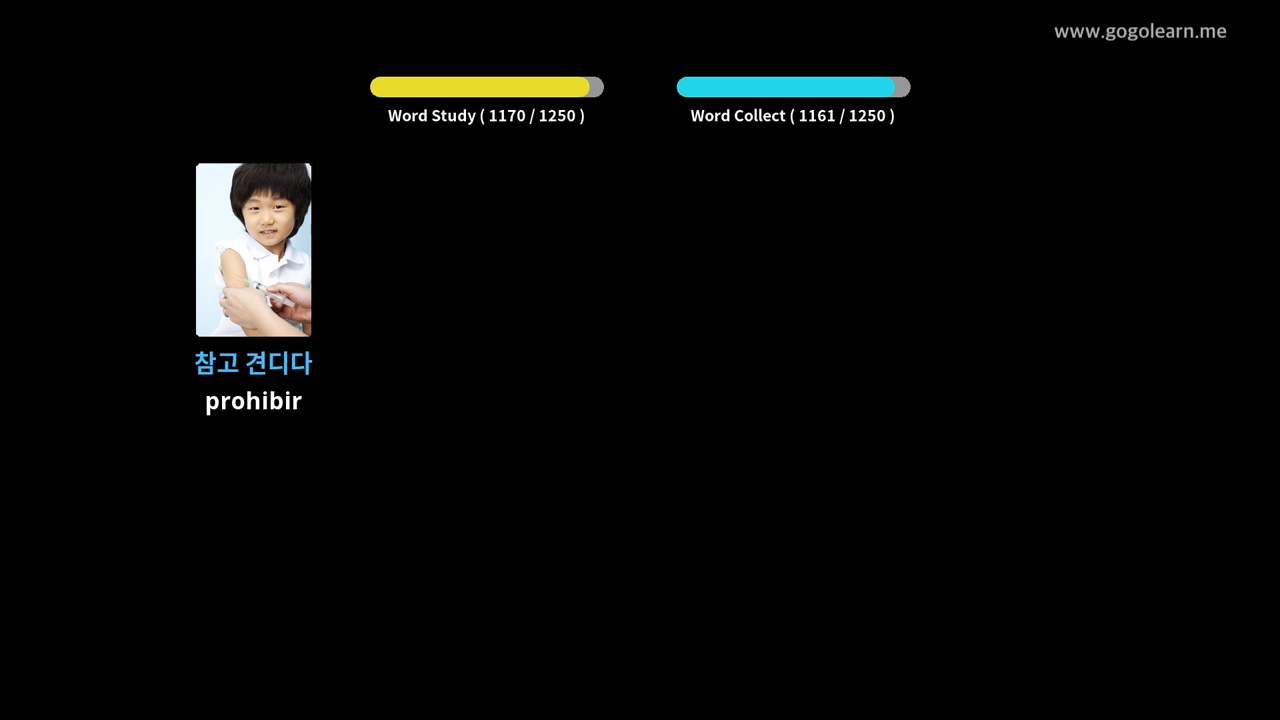 www.gogolearn.me
Word Study ( 1170 / 1250 )
Word Collect ( 1161 / 1250 )
참고 견디다
prohibir